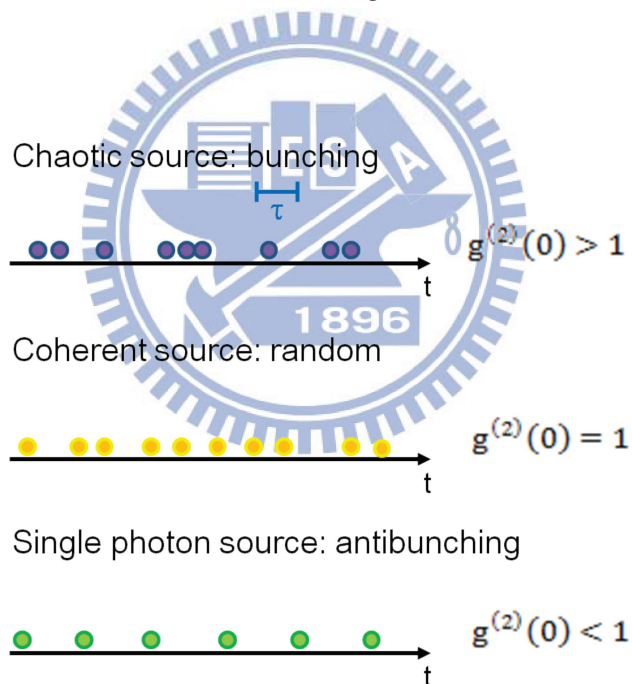 E S A
Chaotic source: bunching
τ
g⁽²⁾(0) > 1
t
1896
Coherent source: random
g⁽²⁾(0) = 1
t
Single photon source: antibunching
g⁽²⁾(0) < 1
t